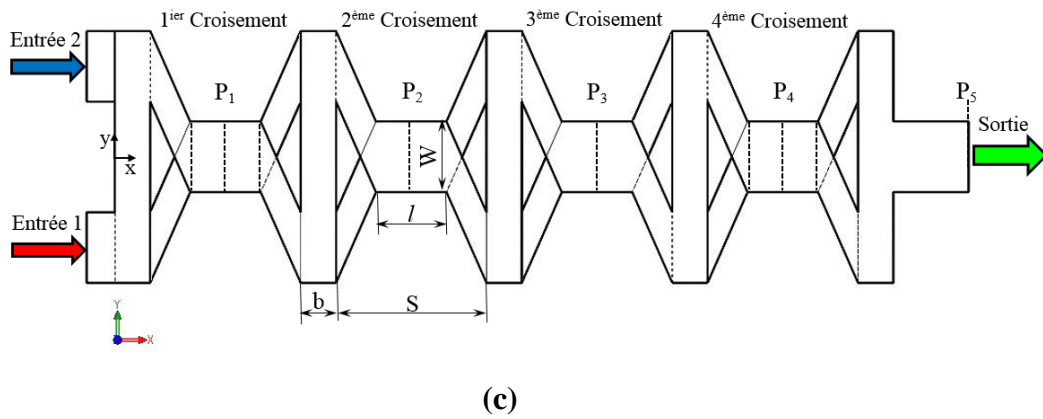 1ier Croisement
2ème Croisement
3ème Croisement
4ème Croisement
Entrée 2
P1
P2
P3
P4
P5
Sortie
y
x
W
Entrée 1
l
b
S
Y
X
(c)